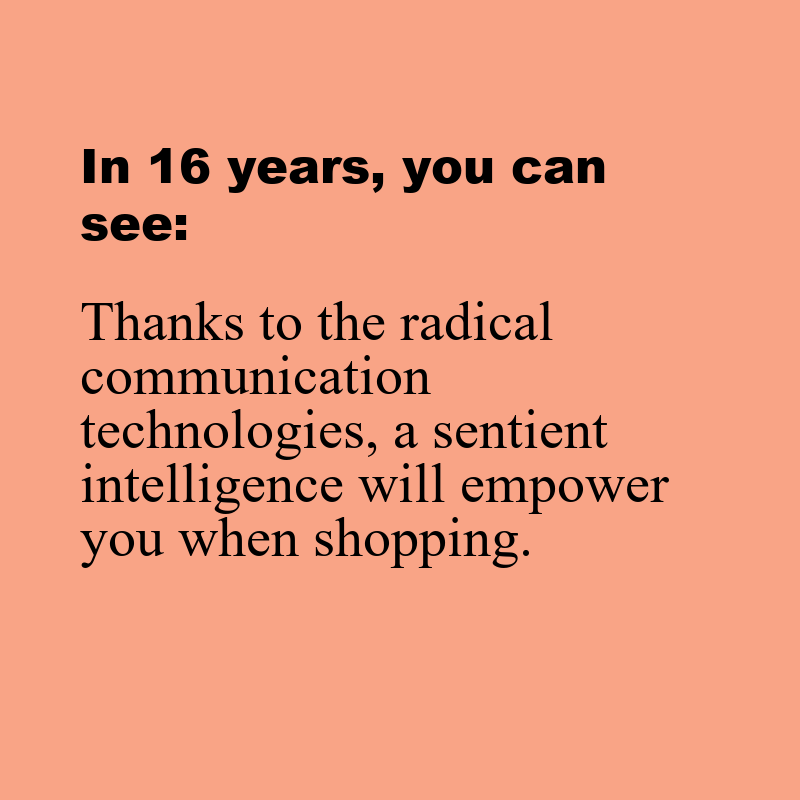 In 16 years, you can
see:
Thanks to the radical
communication
technologies, a sentient
intelligence will empower
you when shopping.